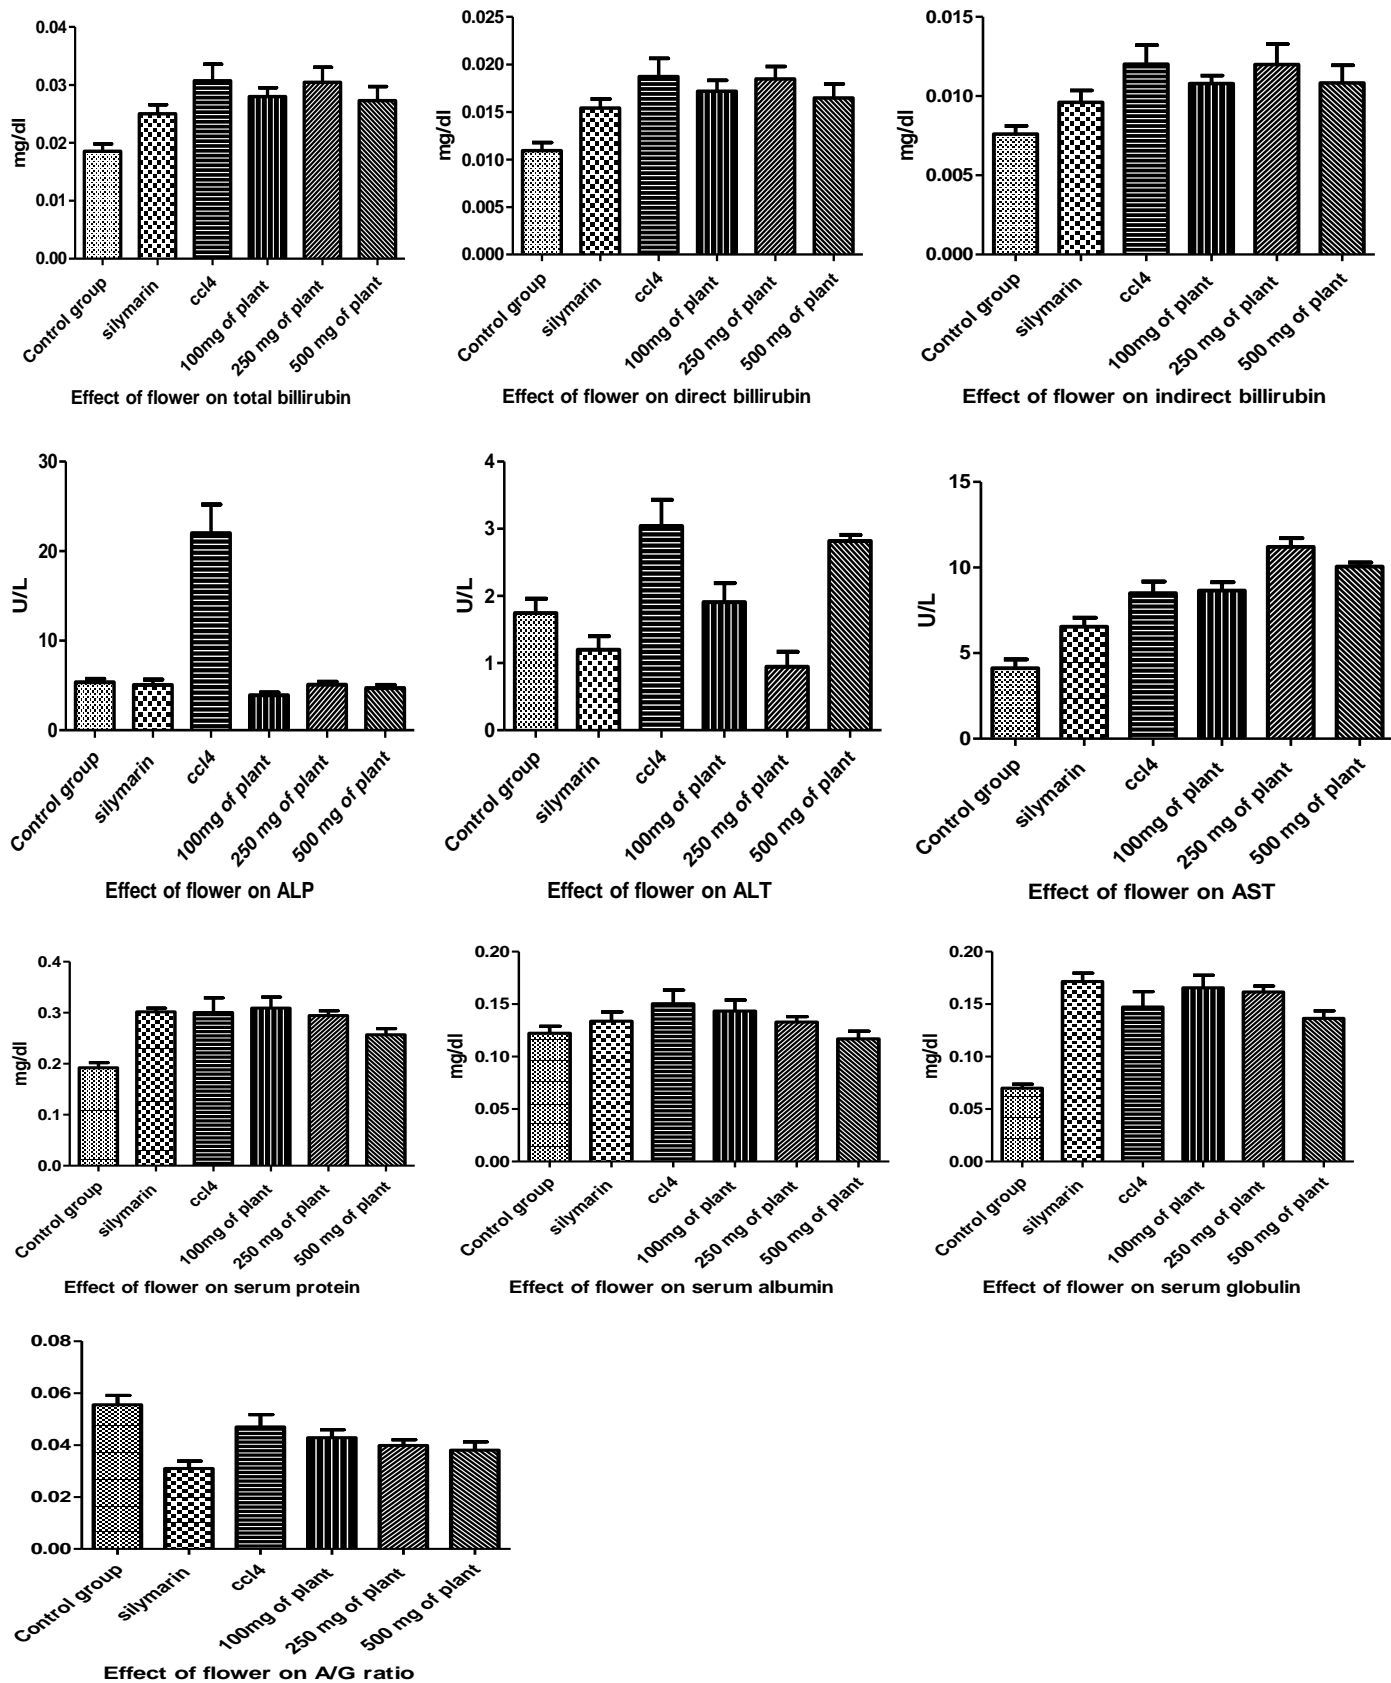 0.04
0.03
0.02
0.01
0.00
mg/dl
Control group
silymarin
ccl4
100mg of plant
250 mg of plant
500 mg of plant
Effect of flower on total billirubin
0.025
0.020
0.015
0.010
0.005
0.000
mg/dl
Control group
silymarin
ccl4
100mg of plant
250 mg of plant
500 mg of plant
Effect of flower on direct billirubin
0.015
0.010
0.005
0.000
mg/dl
Control group
silymarin
ccl4
100mg of plant
250 mg of plant
500 mg of plant
Effect of flower on indirect billirubin
30
20
10
0
U/L
Control group
silymarin
ccl4
100mg of plant
250 mg of plant
500 mg of plant
Effect of flower on ALP
4
3
2
1
0
U/L
Control group
silymarin
ccl4
100mg of plant
250 mg of plant
500 mg of plant
Effect of flower on ALT
15
10
5
0
U/L
Control group
silymarin
ccl4
100mg of plant
250 mg of plant
500 mg of plant
Effect of flower on AST
0.4
0.3
0.2
0.1
0.0
mg/dl
Control group
silymarin
ccl4
100mg of plant
250 mg of plant
500 mg of plant
Effect of flower on serum protein
0.20
0.15
0.10
0.05
0.00
mg/dl
Control group
silymarin
ccl4
100mg of plant
250 mg of plant
500 mg of plant
Effect of flower on serum albumin
0.20
0.15
0.10
0.05
0.00
mg/dl
Control group
silymarin
ccl4
100mg of plant
250 mg of plant
500 mg of plant
Effect of flower on serum globulin
0.08
0.06
0.04
0.02
0.00
Control group
silymarin
ccl4
100mg of plant
250 mg of plant
500 mg of plant
Effect of flower on A/G ratio